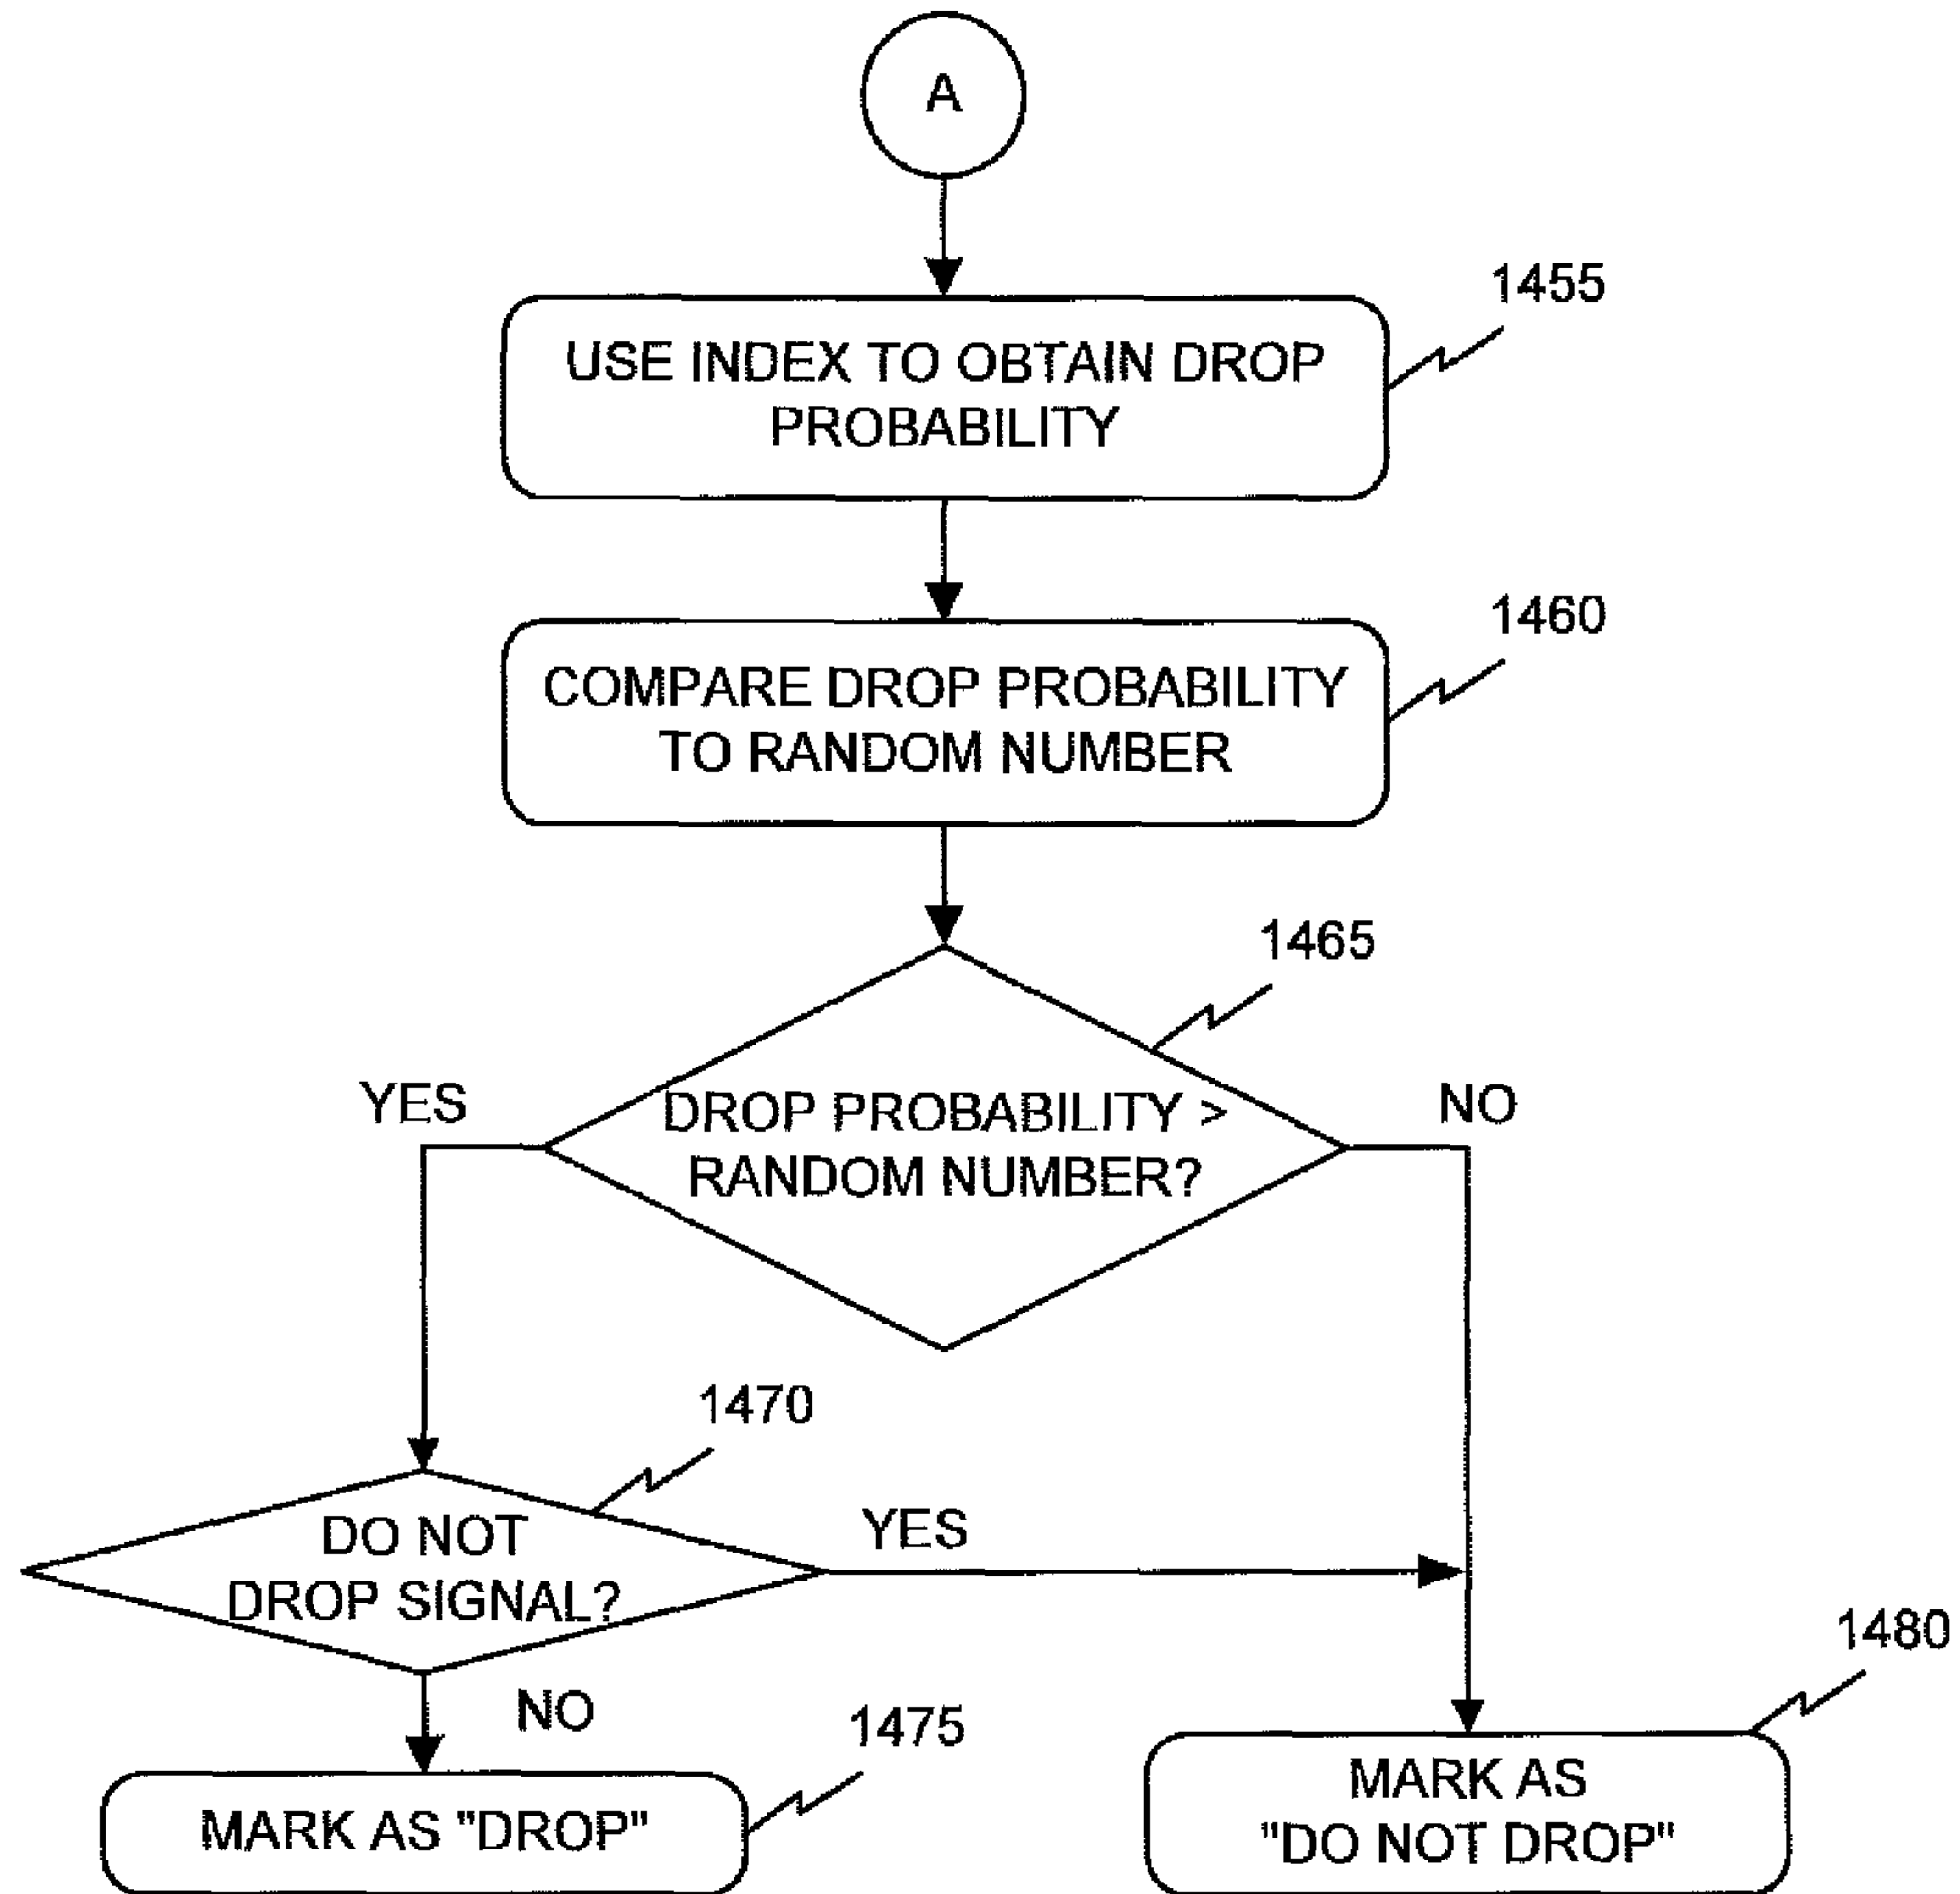 A
1455
USE INDEX TO OBTAIN DROP
PROBABILITY
1460
COMPARE DROP PROBABILITY
TO RANDOM NUMBER
1465
YES
DROP PROBABILITY >
RANDOM NUMBER?
NO
1470
DO NOT
DROP SIGNAL?
YES
1480
NO
1475
MARK AS "DROP"
MARK AS
"DO NOT DROP"